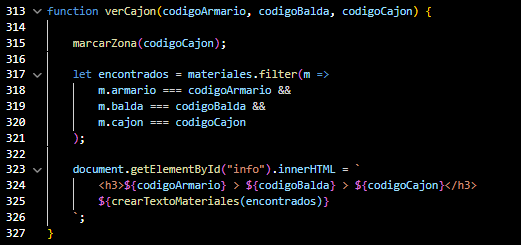 313 function verCajon(codigoArmario, codigoBalda, codigoCajon) {
314
315     marcarZona(codigoCajon);
316
317     let encontrados = materiales.filter(m =>
318         m.armario === codigoArmario &&
319         m.balda === codigoBalda &&
320         m.cajon === codigoCajon
321     );
322
323     document.getElementById("info").innerHTML = `
324         <h3>${codigoArmario} > ${codigoBalda} > ${codigoCajon}</h3>
325         ${crearTextoMateriales(encontrados)}
326     `;
327 }